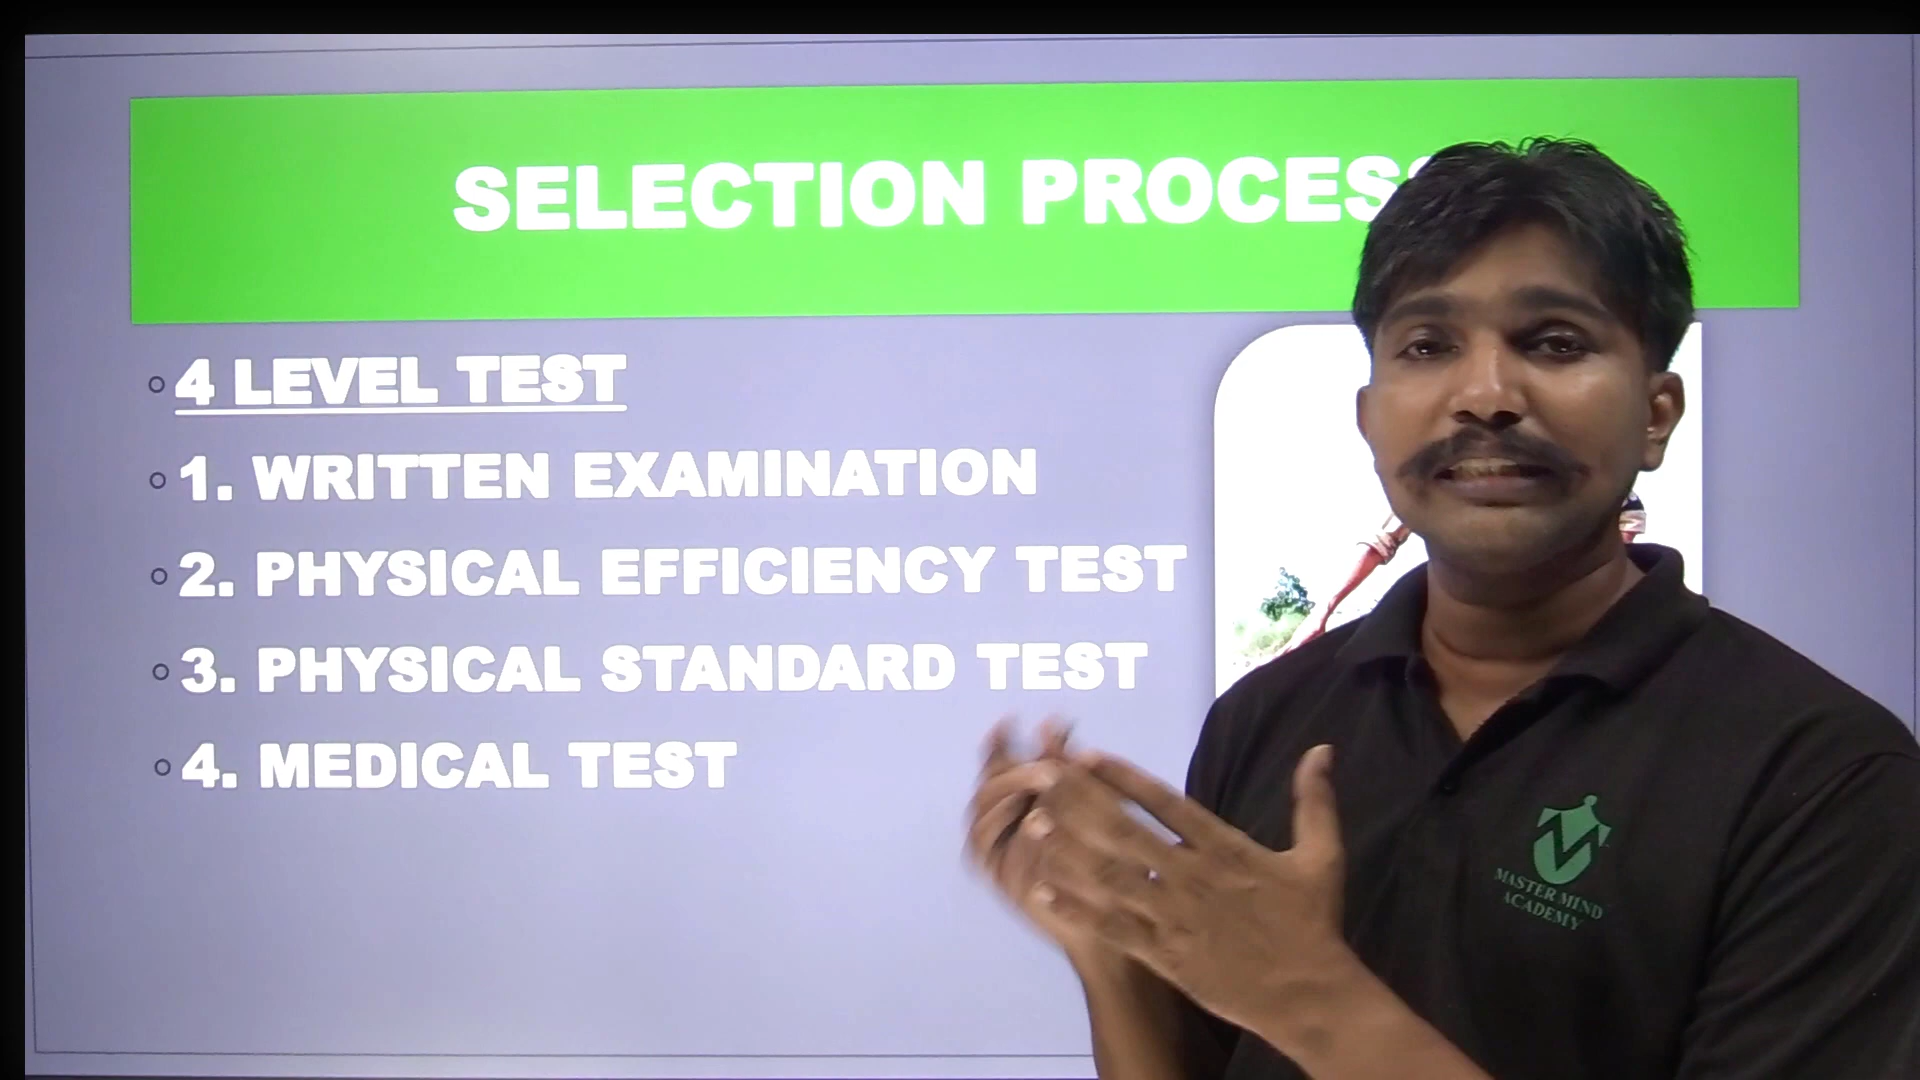 SELECTION PROCESS
4 LEVEL TEST
1. WRITTEN EXAMINATION
2. PHYSICAL EFFICIENCY TEST
3. PHYSICAL STANDARD TEST
4. MEDICAL TEST
MASTER MIND
ACADEMY